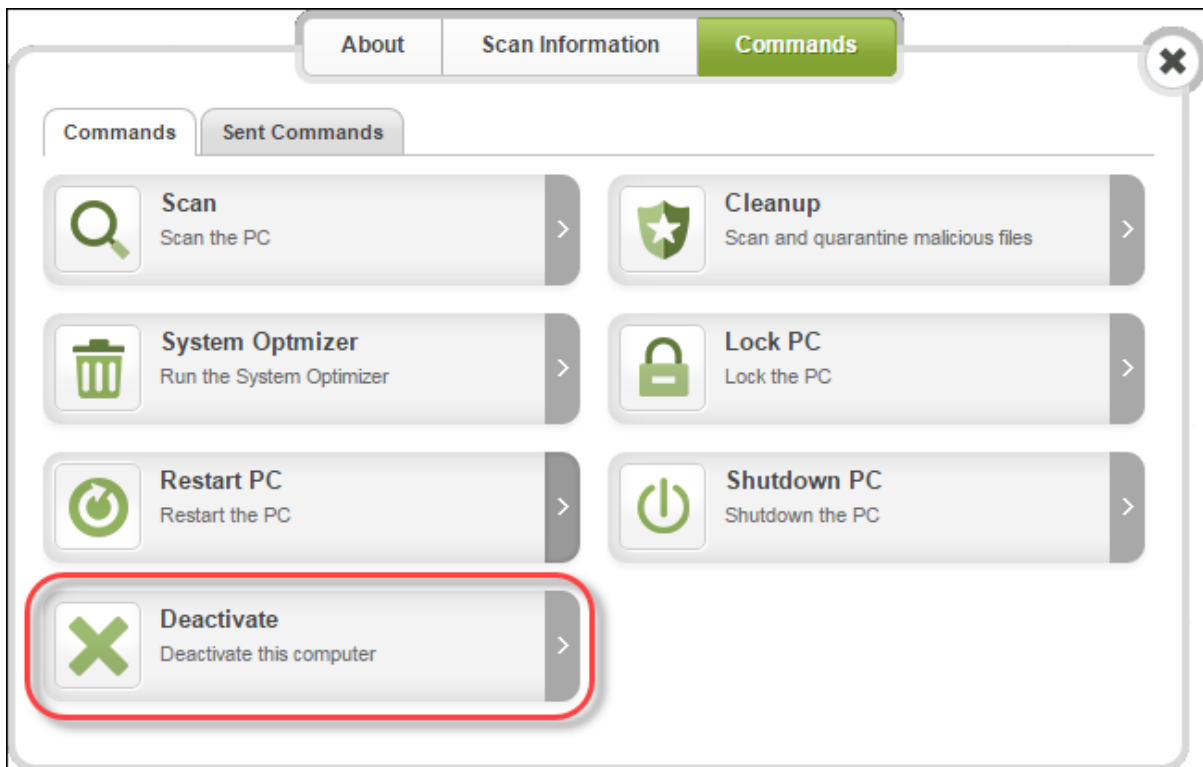 About
Scan Information
Commands
Commands
Sent Commands
Scan
Scan the PC
Cleanup
Scan and quarantine malicious files
System Optmizer
Run the System Optimizer
Lock PC
Lock the PC
Restart PC
Restart the PC
Shutdown PC
Shutdown the PC
Deactivate
Deactivate this computer